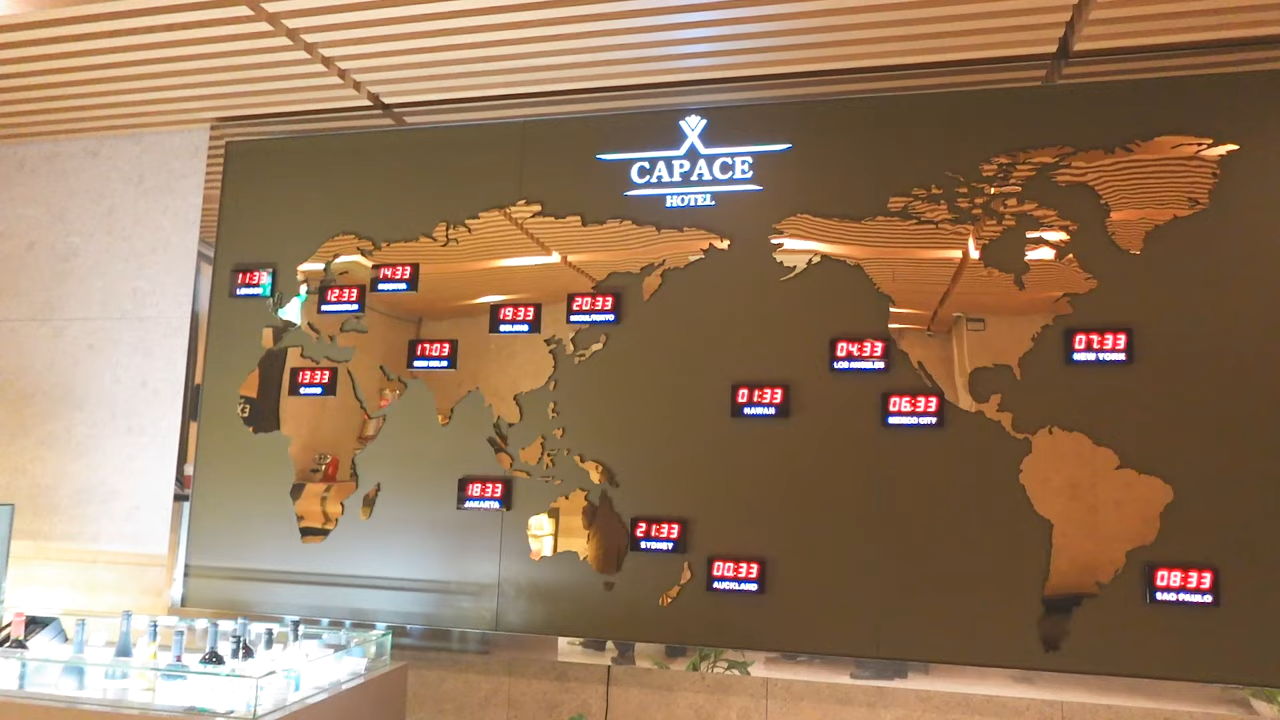 CAPACE
HOTEL
11:33
LONDON
14:33
12:33
20:33
SEOUL/TOKYO
19:33
BEIJING
17:03
NEW DELHI
13:33
CAIRO
04:33
LOS ANGELES
07:33
NEW YORK
01:33
HAWAII
06:33
MEXICO CITY
18:33
JAKARTA
21:33
SYDNEY
00:33
AUCKLAND
08:33
SAO PAULO